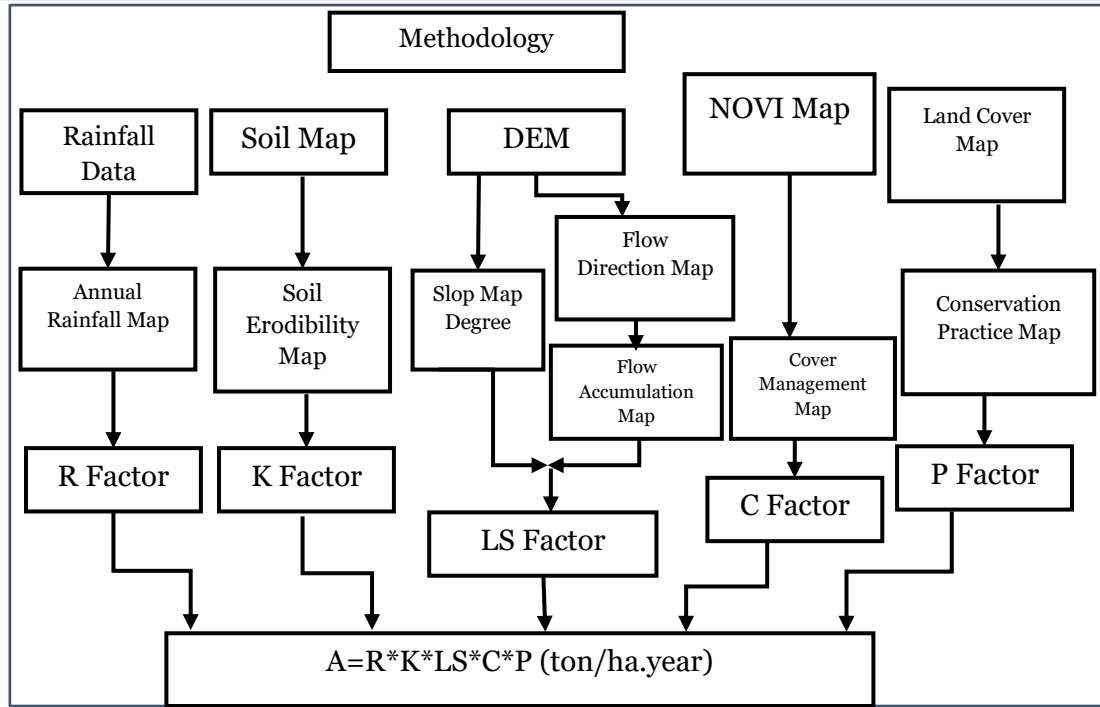 Methodology
Rainfall
Data
Soil Map
DEM
NOVI Map
Land Cover
Map
Annual
Rainfall Map
Soil
Erodibility
Map
Slop Map
Degree
Flow
Direction Map
Flow
Accumulation
Map
Cover
Management
Map
Conservation
Practice Map
R Factor
K Factor
LS Factor
C Factor
P Factor
A=R*K*LS*C*P (ton/ha.year)